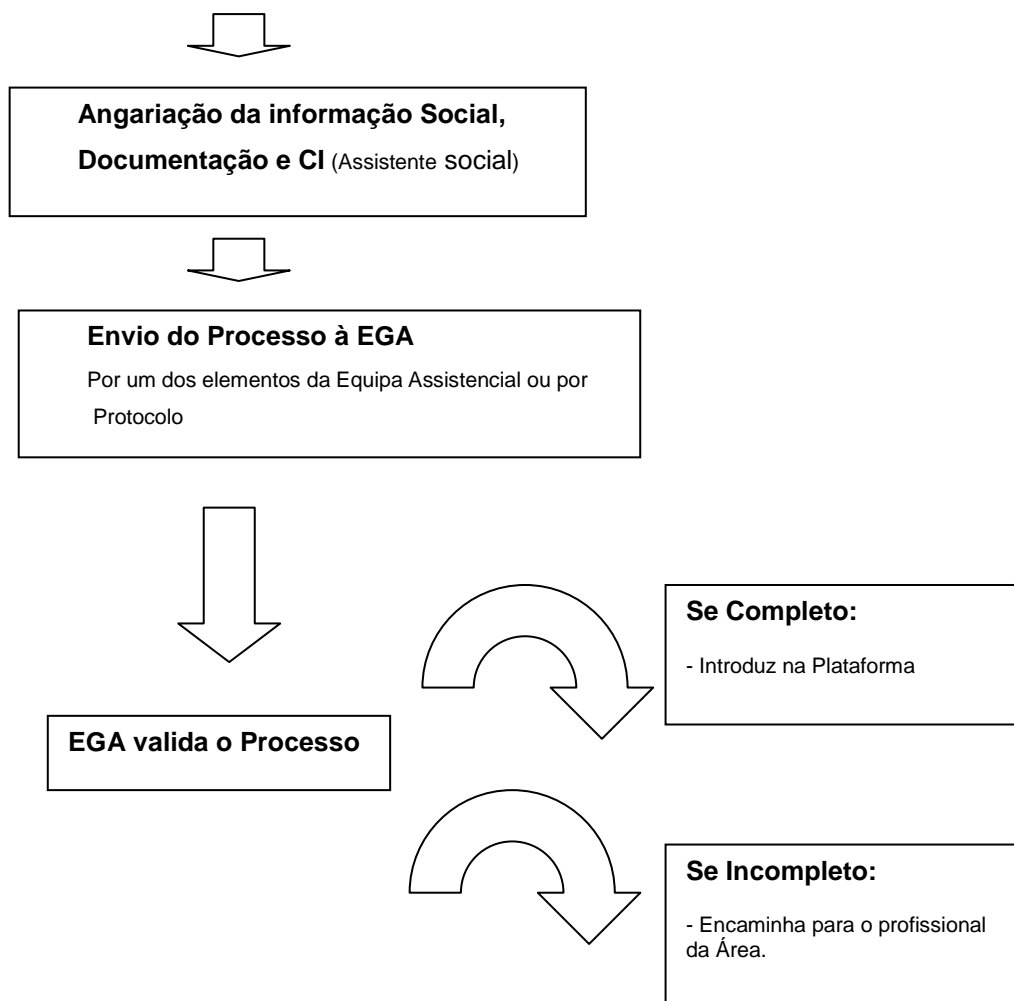 Angariação da informação Social,
Documentação e CI (Assistente social)
Envio do Processo à EGA
Por um dos elementos da Equipa Assistencial ou por
Protocolo
Se Completo:
- Introduz na Plataforma
EGA valida o Processo
Se Incompleto:
- Encaminha para o profissional
da Área.